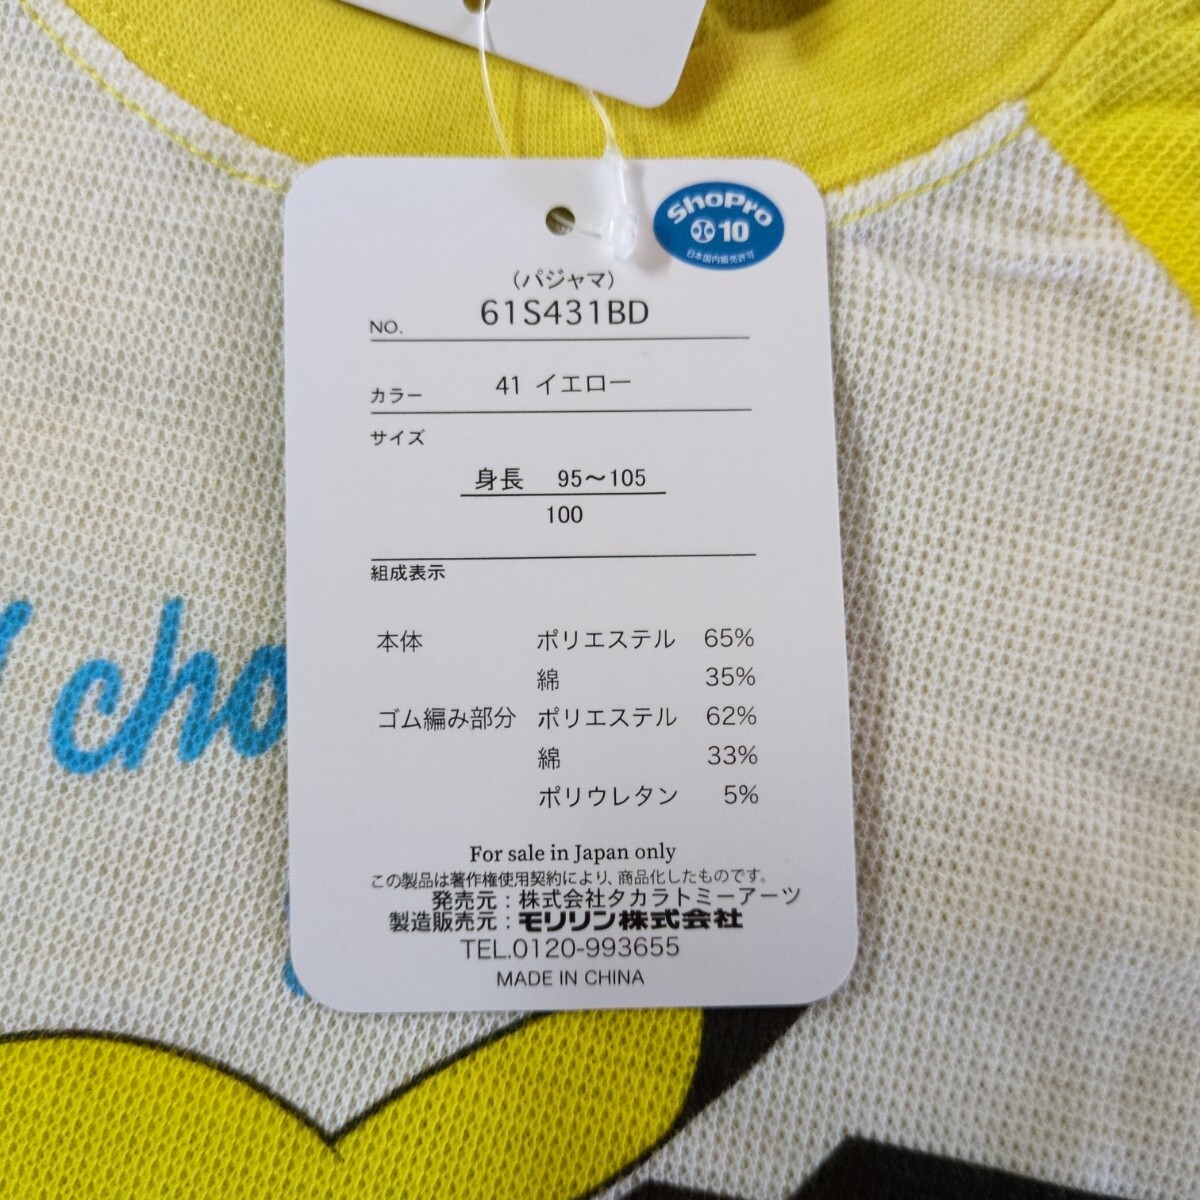 ShoPro
10
日本国内販売許可
(パジャマ)
NO. 61S431BD
カラー 41 イエロー
サイズ
身長 95〜105
100
組成表示
本体 ポリエステル 65%
綿 35%
ゴム編み部分 ポリエステル 62%
綿 33%
ポリウレタン 5%
For sale in Japan only
この製品は著作権使用契約により、商品化したものです。
発売元：株式会社タカラトミーアーツ
製造販売元：モリリン株式会社
TEL.0120-993655
MADE IN CHINA
cho